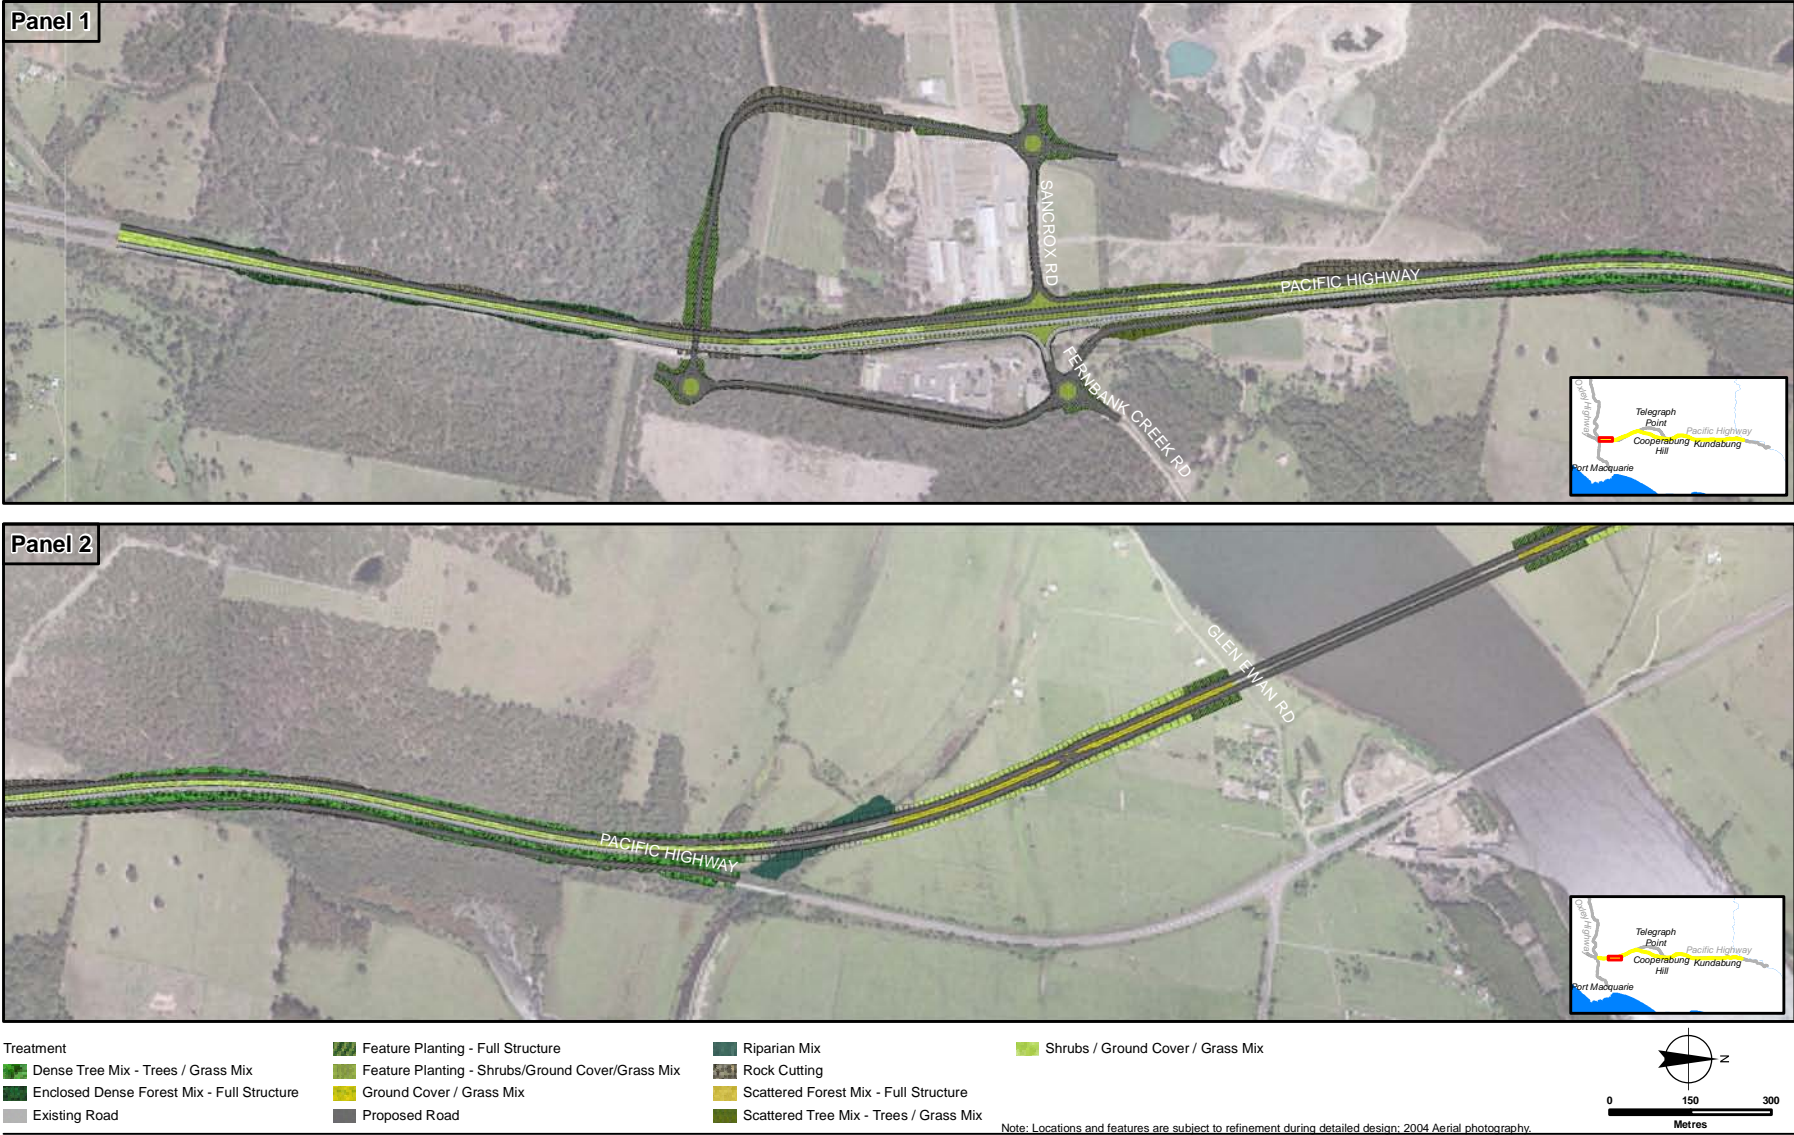 Panel 1
SANCROX RD
PACIFIC HIGHWAY
FERNBANK CREEK RD
Oxley Highway
Telegraph
Point
Pacific Highway
Cooperabung
Hill
Kundabung
Port Macquarie
Panel 2
GLEN EWAN RD
PACIFIC HIGHWAY
Oxley Highway
Telegraph
Point
Pacific Highway
Cooperabung
Hill
Kundabung
Port Macquarie
Treatment
Dense Tree Mix - Trees / Grass Mix
Enclosed Dense Forest Mix - Full Structure
Existing Road
Feature Planting - Full Structure
Feature Planting - Shrubs/Ground Cover/Grass Mix
Ground Cover / Grass Mix
Proposed Road
Riparian Mix
Rock Cutting
Scattered Forest Mix - Full Structure
Scattered Tree Mix - Trees / Grass Mix
Shrubs / Ground Cover / Grass Mix
N
0 150 300
Metres
Note: Locations and features are subject to refinement during detailed design; 2004 Aerial photography.